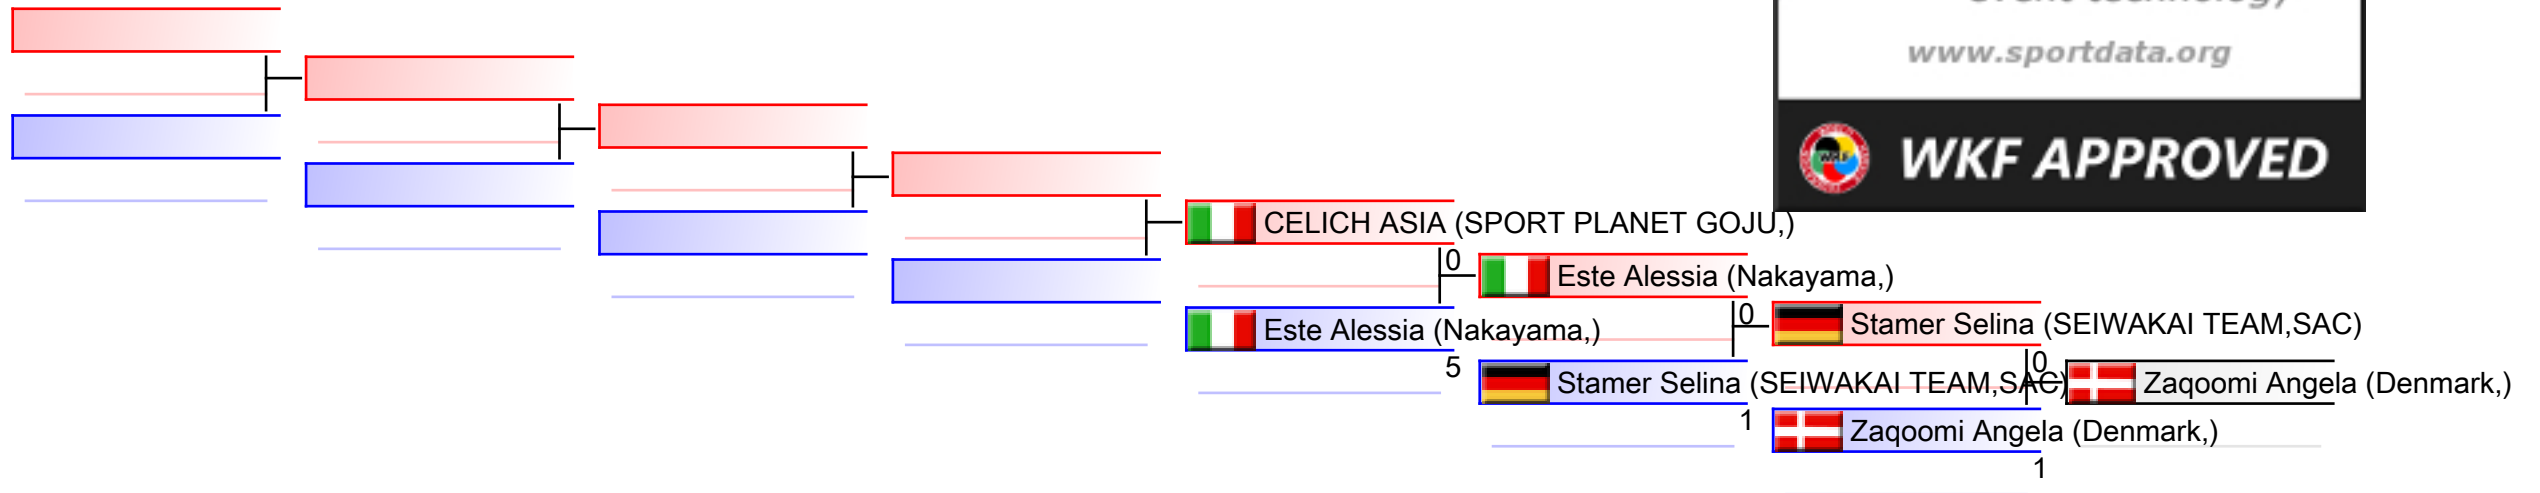 www.sportdata.org
WKF APPROVED
CELICH ASIA (SPORT PLANET GOJU,)
0
Este Alessia (Nakayama,)
Este Alessia (Nakayama,)
5
0
Stamer Selina (SEIWAKAI TEAM,SAC)
Stamer Selina (SEIWAKAI TEAM,SAC)
1
0
Zaqoomi Angela (Denmark,)
Zaqoomi Angela (Denmark,)
1